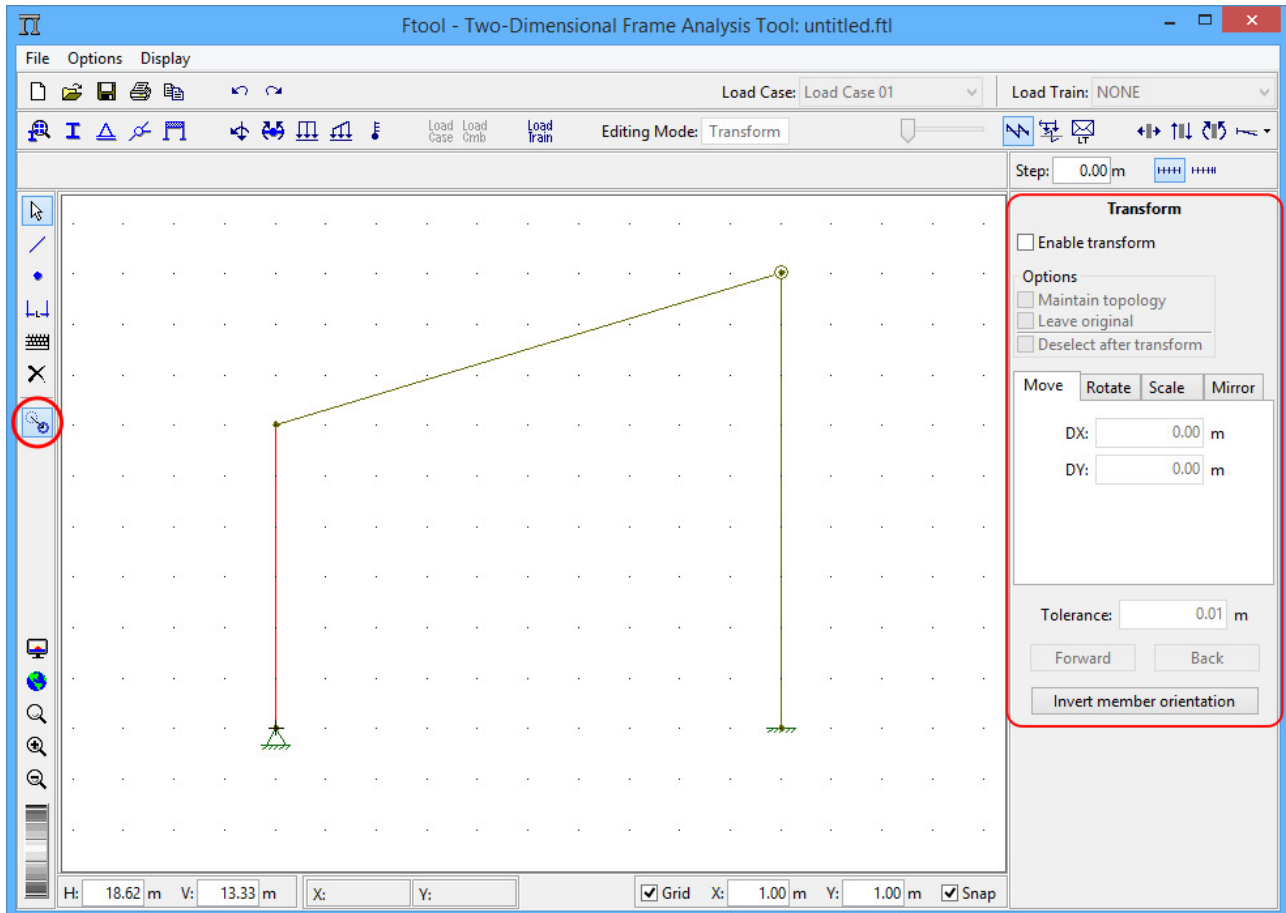 Ftool - Two-Dimensional Frame Analysis Tool: untitled.ftl
File Options Display
Load Case: Load Case 01 Load Train: NONE
Load Case Load Cmb Load Train Editing Mode: Transform LT
Step: 0.00 m
Transform
Enable transform
Options
Maintain topology
Leave original
Deselect after transform
Move Rotate Scale Mirror
DX: 0.00 m
DY: 0.00 m
Tolerance: 0.01 m
Forward Back
Invert member orientation
H: 18.62 m V: 13.33 m X: Y: Grid X: 1.00 m Y: 1.00 m Snap